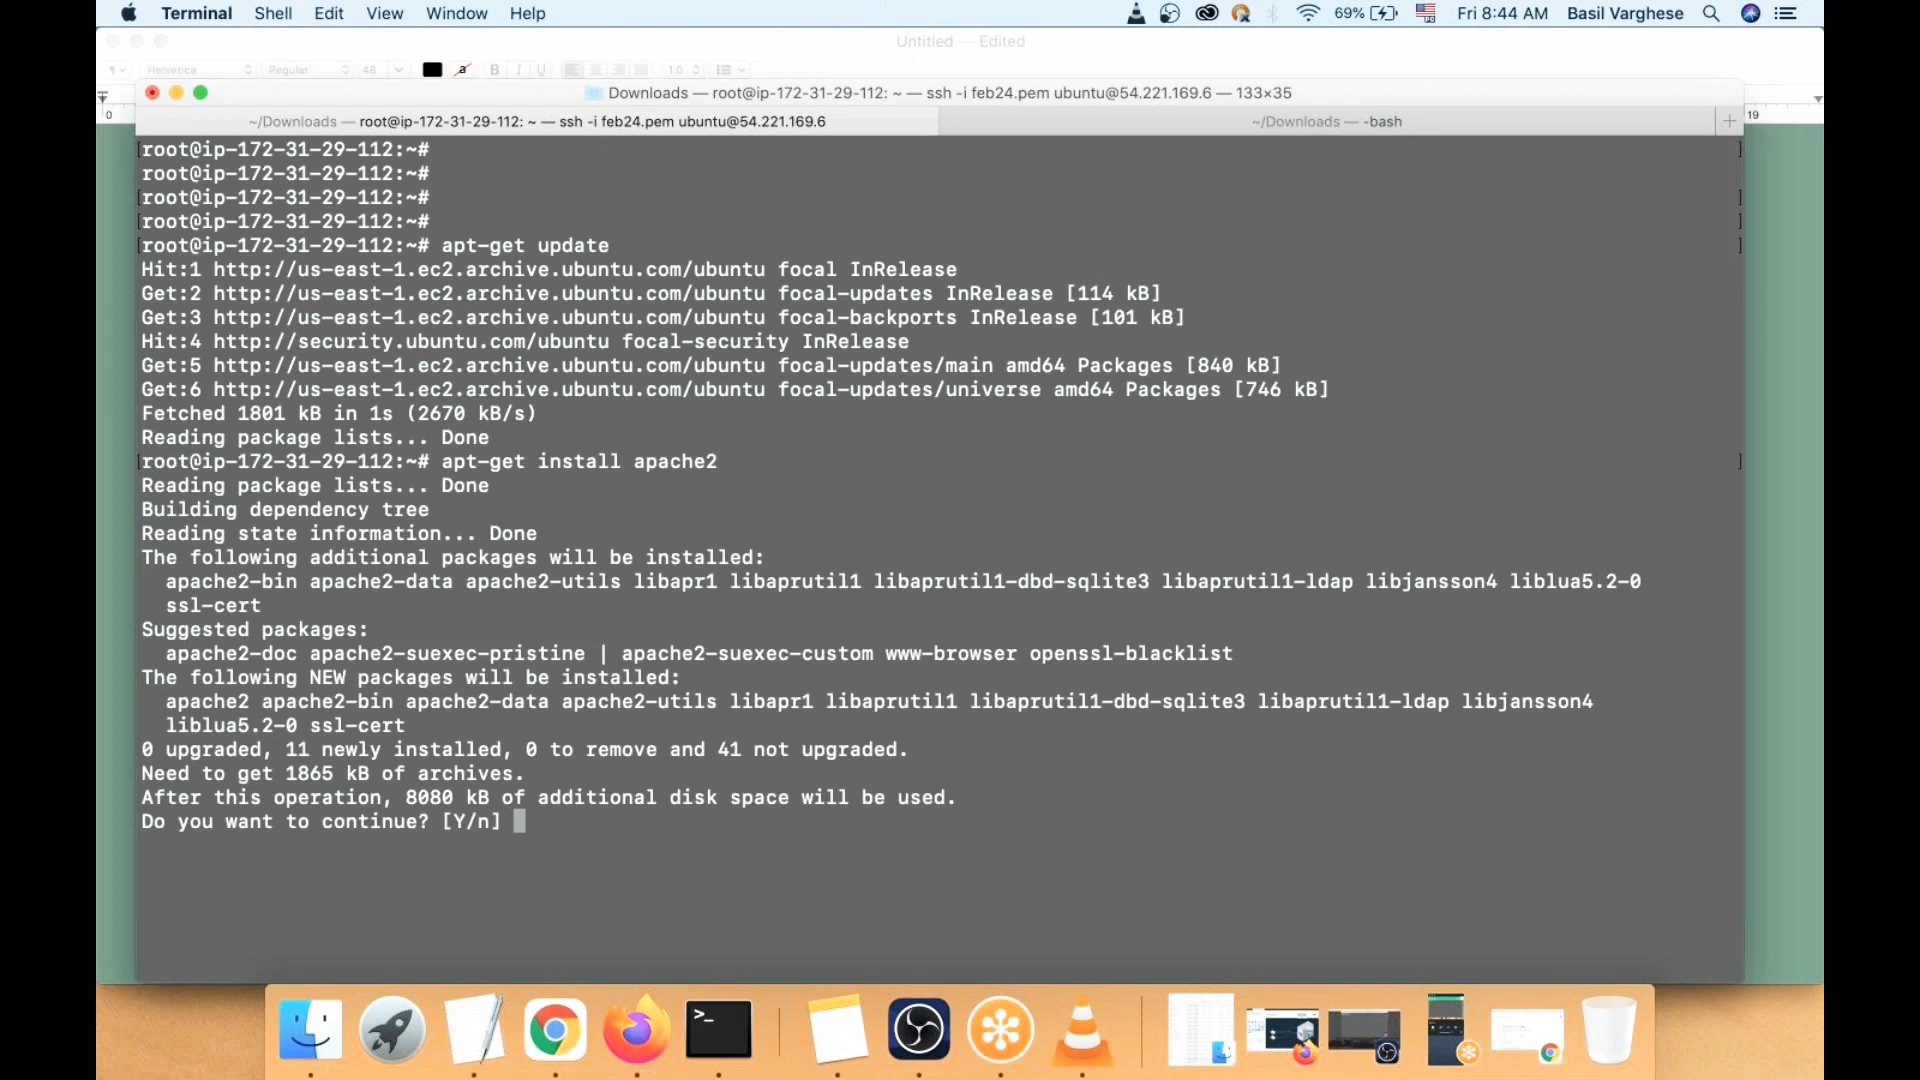 Terminal Shell Edit View Window Help 69% Fri 8:44 AM Basil Varghese
Untitled — Edited
Helvetica Regular 48 a B I U 1.0
Downloads — root@ip-172-31-29-112: ~ — ssh -i feb24.pem ubuntu@54.221.169.6 — 133×35
0 ~/Downloads — root@ip-172-31-29-112: ~ — ssh -i feb24.pem ubuntu@54.221.169.6 ~/Downloads — -bash + 19
[root@ip-172-31-29-112:~# ]
root@ip-172-31-29-112:~#
[root@ip-172-31-29-112:~# ]
[root@ip-172-31-29-112:~# ]
[root@ip-172-31-29-112:~# apt-get update ]
Hit:1 http://us-east-1.ec2.archive.ubuntu.com/ubuntu focal InRelease
Get:2 http://us-east-1.ec2.archive.ubuntu.com/ubuntu focal-updates InRelease [114 kB]
Get:3 http://us-east-1.ec2.archive.ubuntu.com/ubuntu focal-backports InRelease [101 kB]
Hit:4 http://security.ubuntu.com/ubuntu focal-security InRelease
Get:5 http://us-east-1.ec2.archive.ubuntu.com/ubuntu focal-updates/main amd64 Packages [840 kB]
Get:6 http://us-east-1.ec2.archive.ubuntu.com/ubuntu focal-updates/universe amd64 Packages [746 kB]
Fetched 1801 kB in 1s (2670 kB/s)
Reading package lists... Done
[root@ip-172-31-29-112:~# apt-get install apache2 ]
Reading package lists... Done
Building dependency tree
Reading state information... Done
The following additional packages will be installed:
apache2-bin apache2-data apache2-utils libapr1 libaprutil1 libaprutil1-dbd-sqlite3 libaprutil1-ldap libjansson4 liblua5.2-0
ssl-cert
Suggested packages:
apache2-doc apache2-suexec-pristine | apache2-suexec-custom www-browser openssl-blacklist
The following NEW packages will be installed:
apache2 apache2-bin apache2-data apache2-utils libapr1 libaprutil1 libaprutil1-dbd-sqlite3 libaprutil1-ldap libjansson4
liblua5.2-0 ssl-cert
0 upgraded, 11 newly installed, 0 to remove and 41 not upgraded.
Need to get 1865 kB of archives.
After this operation, 8080 kB of additional disk space will be used.
Do you want to continue? [Y/n]
>_